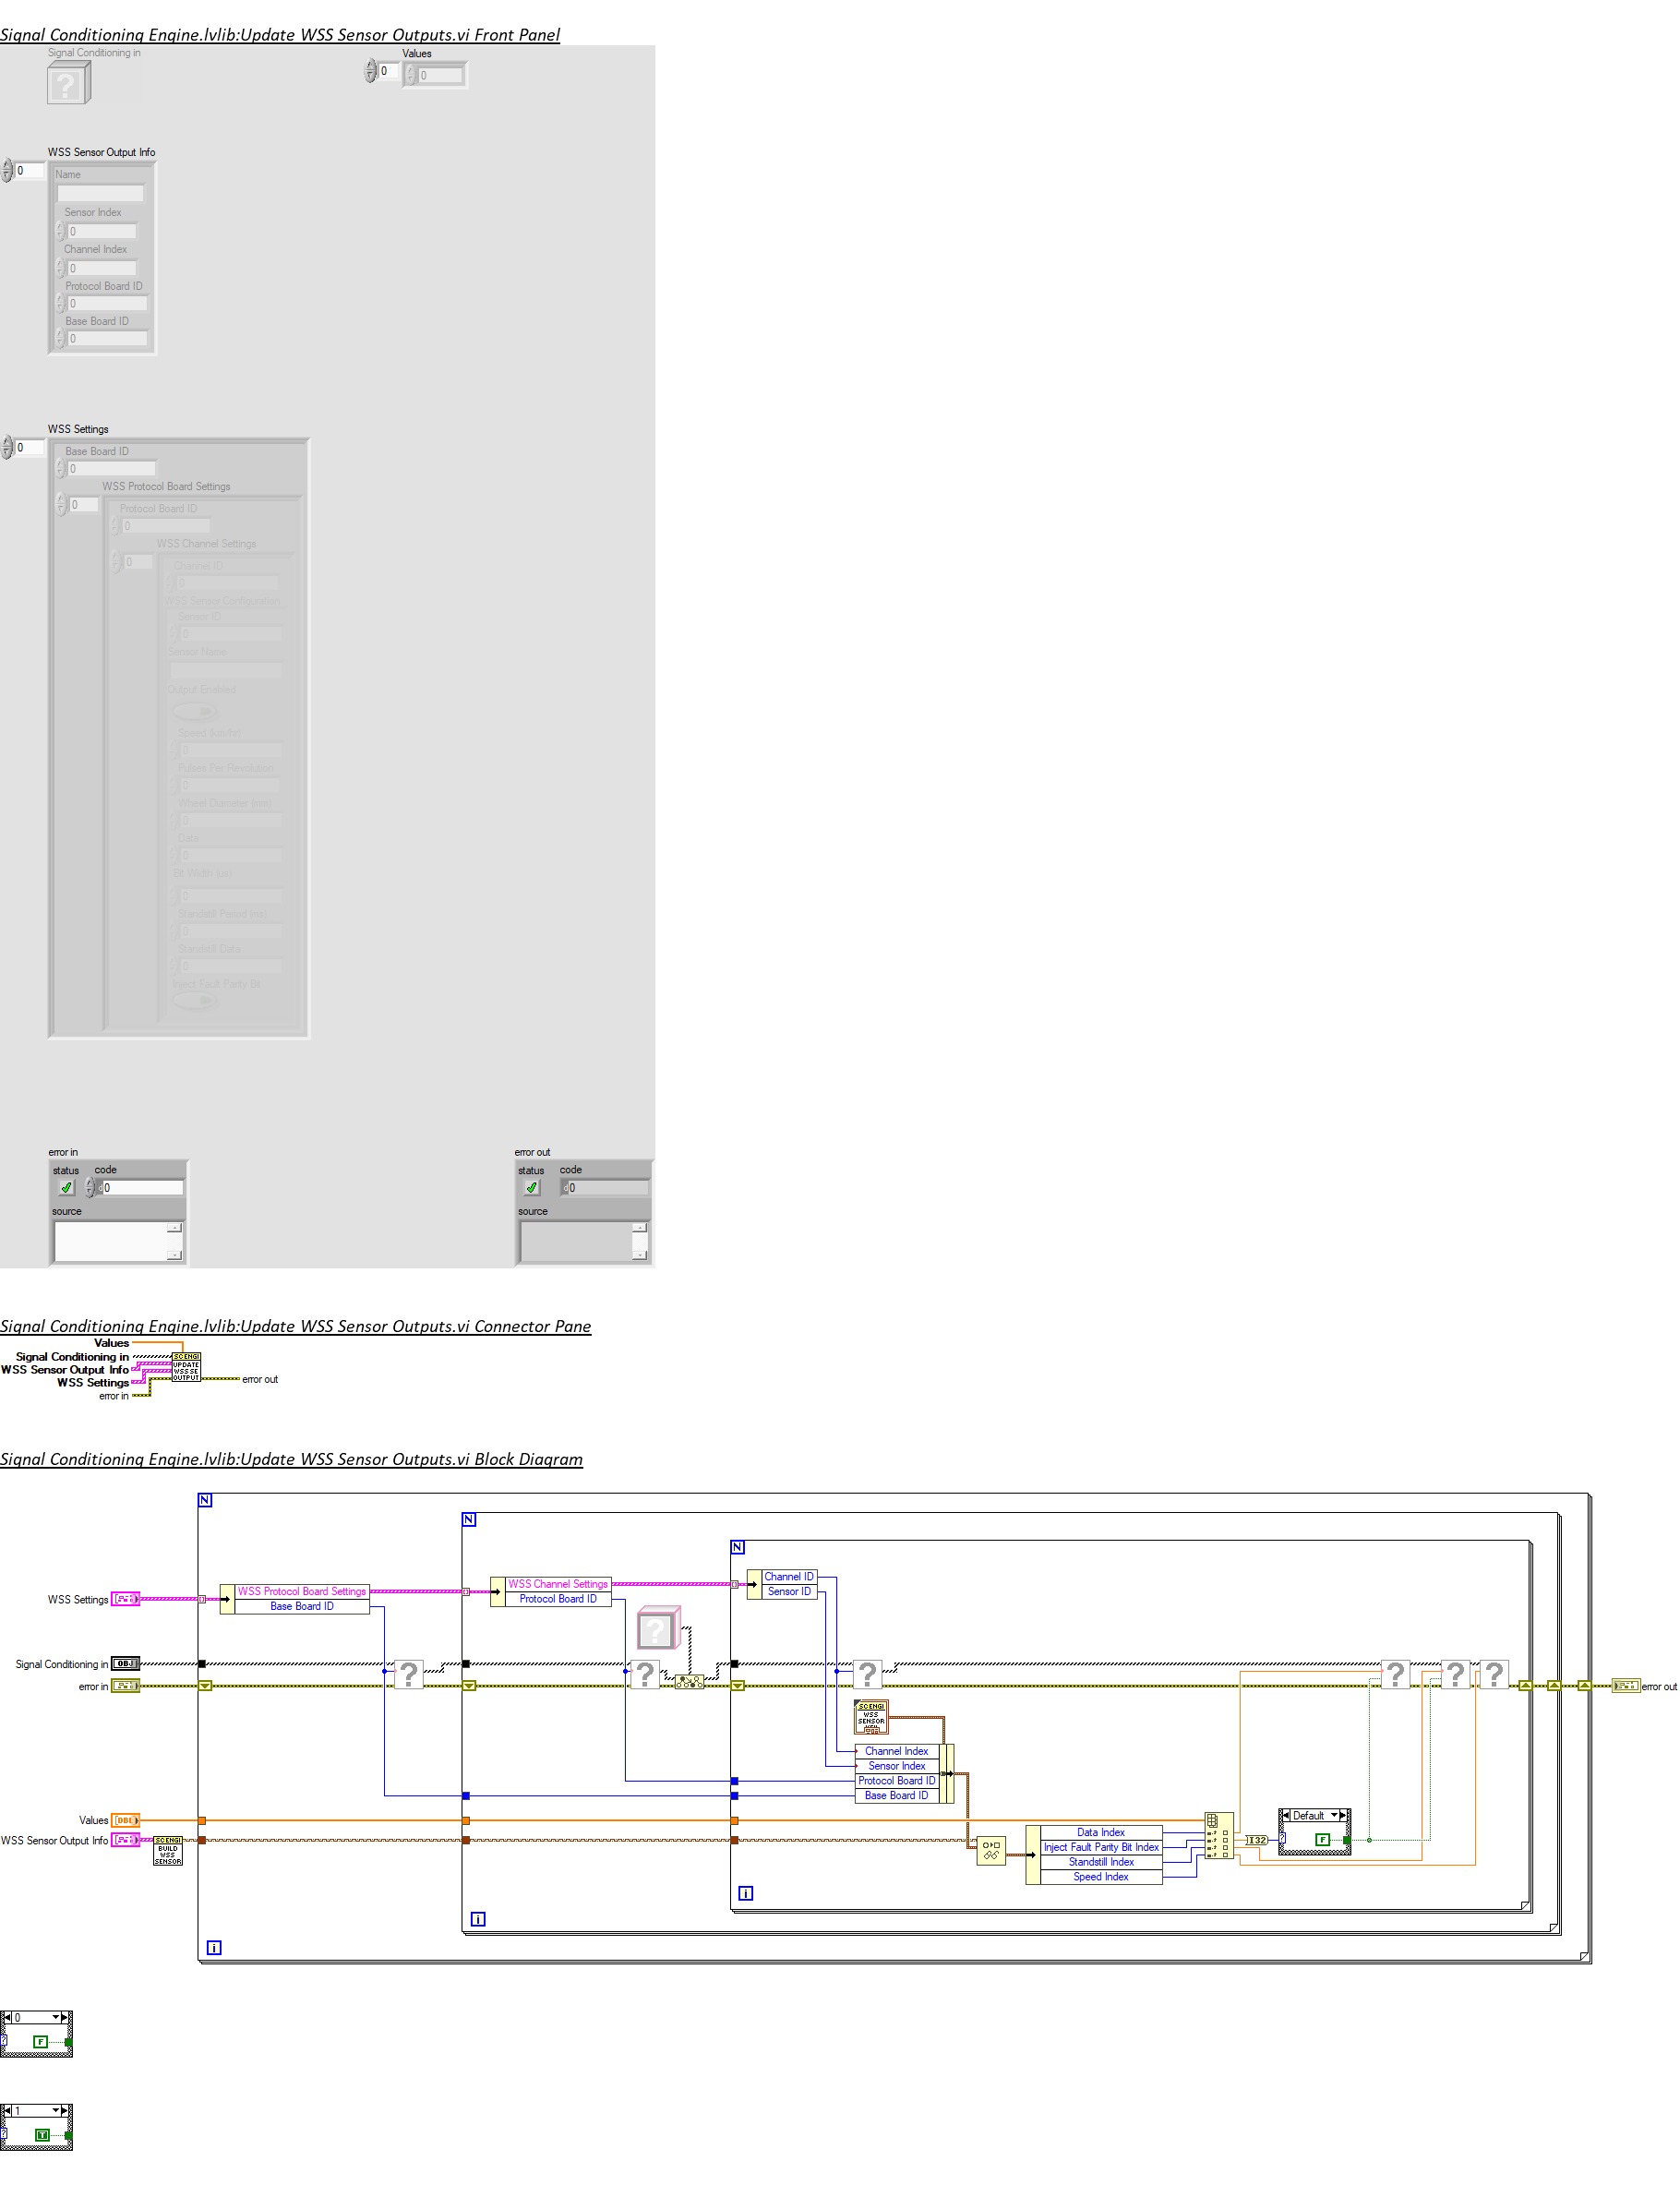 Signal Conditioning Engine.lvlib:Update WSS Sensor Outputs.vi Front Panel
Signal Conditioning in
Values
0
0
?
WSS Sensor Output Info
0
Name
Sensor Index
0
Channel Index
0
Protocol Board ID
0
Base Board ID
0
WSS Settings
0
Base Board ID
0
WSS Protocol Board Settings
0
Protocol Board ID
0
WSS Channel Settings
0
Channel ID
0
WSS Sensor Configuration
Sensor ID
0
Sensor Name
Output Enabled
Speed (km/hr)
0
Pulses Per Revolution
0
Wheel Diameter (mm)
0
Data
0
Bit Width (us)
0
Standstill Period (ms)
0
Standstill Data
0
Inject Fault Parity Bit
error in
status code
0
source
error out
status code
0
source
Signal Conditioning Engine.lvlib:Update WSS Sensor Outputs.vi Connector Pane
Values
Signal Conditioning in
WSS Sensor Output Info
WSS Settings
error in
SCENGI
UPDATE
WSS SE
OUTPUT
error out
Signal Conditioning Engine.lvlib:Update WSS Sensor Outputs.vi Block Diagram
N
N
N
WSS Settings
WSS Protocol Board Settings
Base Board ID
WSS Channel Settings
Protocol Board ID
Channel ID
Sensor ID
?
Signal Conditioning in
OBJ
error in
?
?
?
?
?
?
error out
SCENGI
WSS
SENSOR
Channel Index
Sensor Index
Protocol Board ID
Base Board ID
Values
DBL
WSS Sensor Output Info
SCENGI
BUILD
WSS
SENSOR
Data Index
Inject Fault Parity Bit Index
Standstill Index
Speed Index
I32
Default
?
F
i
i
i
0
?
F
1
?
T